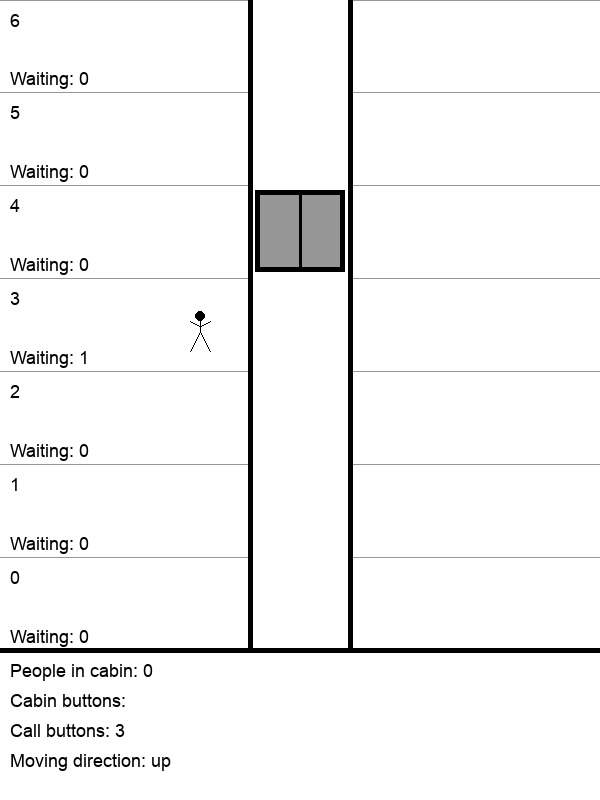 6
Waiting: 0
5
Waiting: 0
4
Waiting: 0
3
Waiting: 1
2
Waiting: 0
1
Waiting: 0
0
Waiting: 0
People in cabin: 0
Cabin buttons:
Call buttons: 3
Moving direction: up